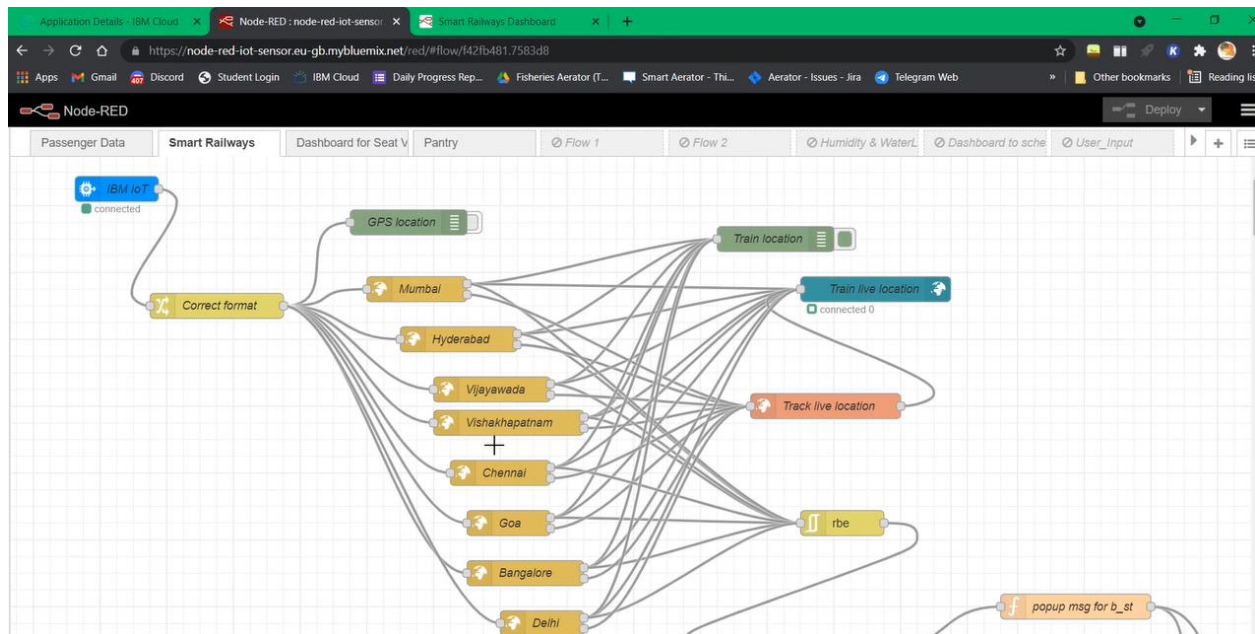 Application Details - IBM Cloud
Node-RED : node-red-iot-sensor
Smart Railways Dashboard
https://node-red-iot-sensor.eu-gb.mybluemix.net/red/#flow/f42fb481.7583d8
Apps Gmail Discord Student Login IBM Cloud Daily Progress Rep... Fisheries Aerator (T... Smart Aerator - Thi... Aerator - Issues - Jira Telegram Web » Other bookmarks Reading lis
Node-RED
Deploy
Passenger Data Smart Railways Dashboard for Seat V Pantry Flow 1 Flow 2 Humidity & WaterL Dashboard to sche User_Input
IBM IoT
connected
GPS location
Train location
Mumbai
Train live location
Correct format
connected 0
Hyderabad
Vijayawada
Track live location
Vishakhapatnam
Chennai
Goa
rbe
Bangalore
popup msg for b_st
Delhi